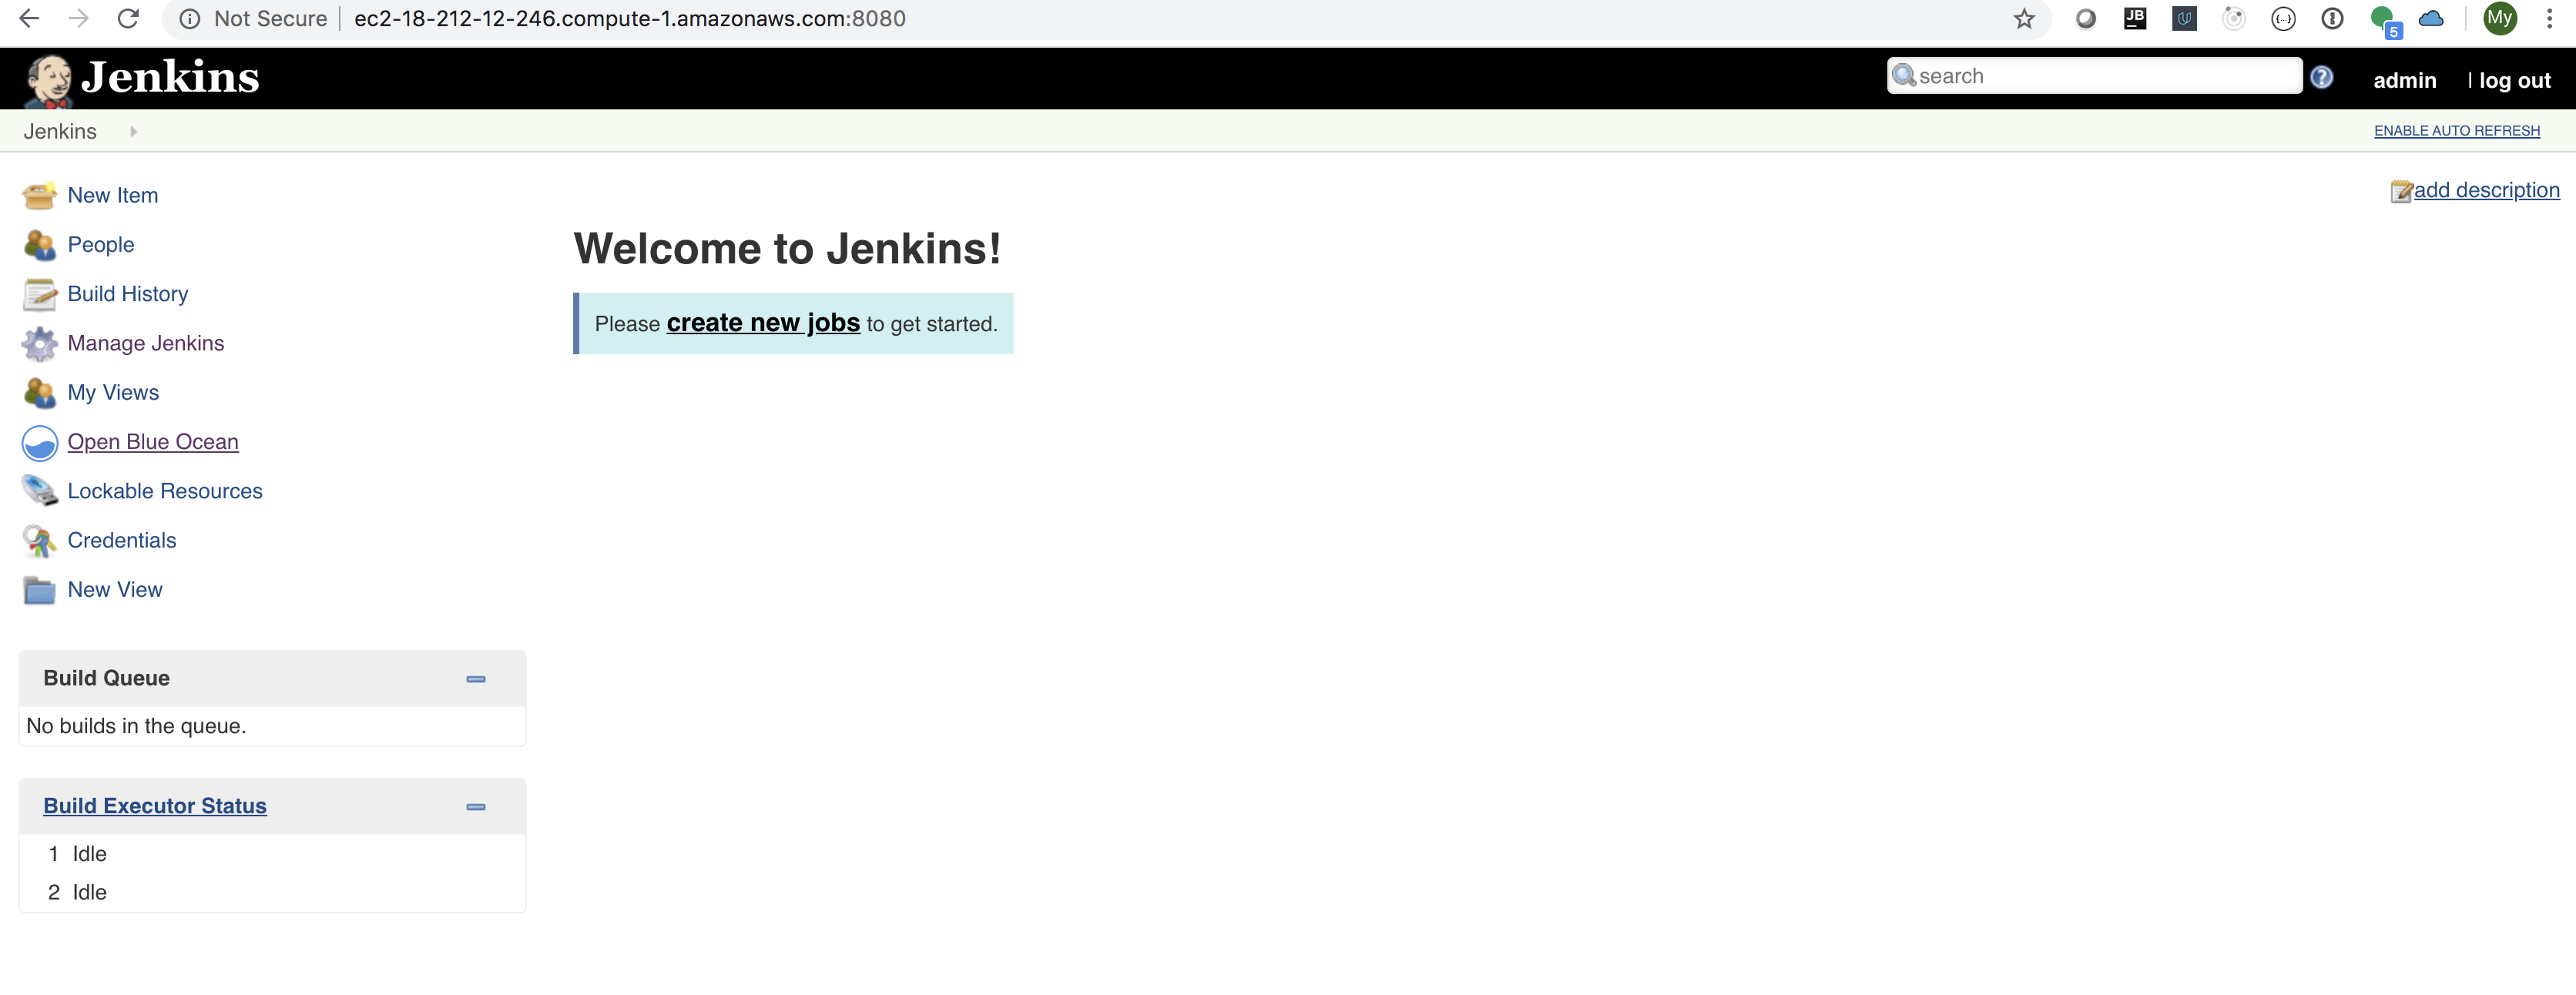 Not Secure | ec2-18-212-12-246.compute-1.amazonaws.com:8080
JB
5
My
Jenkins
search
admin
| log out
Jenkins
ENABLE AUTO REFRESH
New Item
add description
People
Welcome to Jenkins!
Build History
Please create new jobs to get started.
Manage Jenkins
My Views
Open Blue Ocean
Lockable Resources
Credentials
New View
Build Queue
No builds in the queue.
Build Executor Status
1 Idle
2 Idle